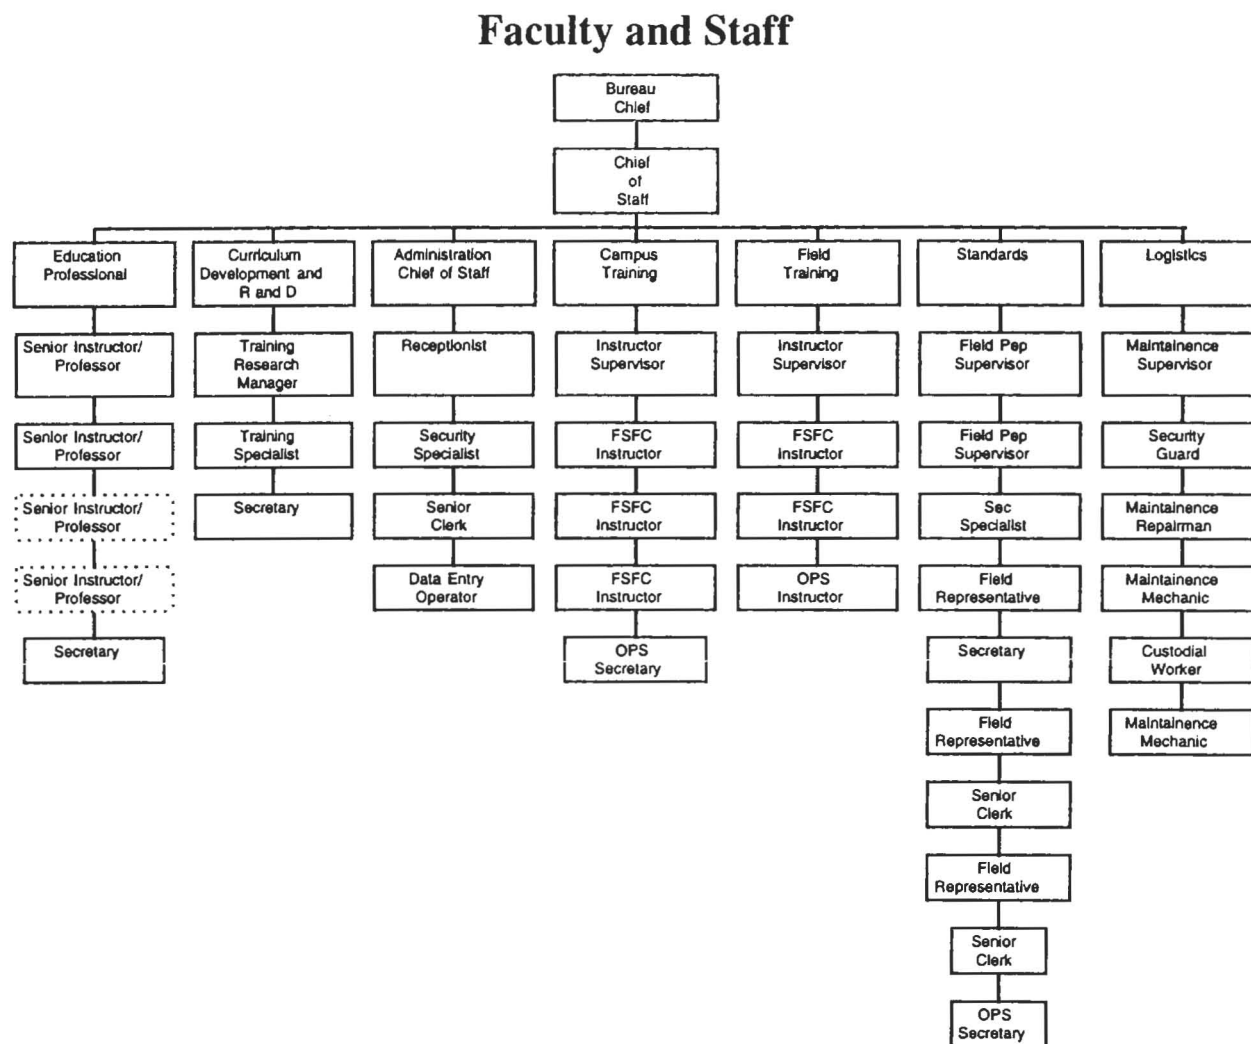 Faculty and Staff
Bureau
Chief
Chief
of
Staff
Education
Professional
Curriculum
Development and
R and D
Administration
Chief of Staff
Campus
Training
Field
Training
Standards
Logistics
Senior Instructor/
Professor
Training
Research
Manager
Receptionist
Instructor
Supervisor
Instructor
Supervisor
Field Pep
Supervisor
Maintainence
Supervisor
Senior Instructor/
Professor
Training
Specialist
Security
Specialist
FSFC
Instructor
FSFC
Instructor
Field Pep
Supervisor
Security
Guard
Senior Instructor/
Professor
Secretary
Senior
Clerk
FSFC
Instructor
FSFC
Instructor
Sec
Specialist
Maintainence
Repairman
Senior Instructor/
Professor
Data Entry
Operator
FSFC
Instructor
OPS
Instructor
Field
Representative
Maintainence
Mechanic
Secretary
OPS
Secretary
Secretary
Custodial
Worker
Field
Representative
Maintainence
Mechanic
Senior
Clerk
Field
Representative
Senior
Clerk
OPS
Secretary